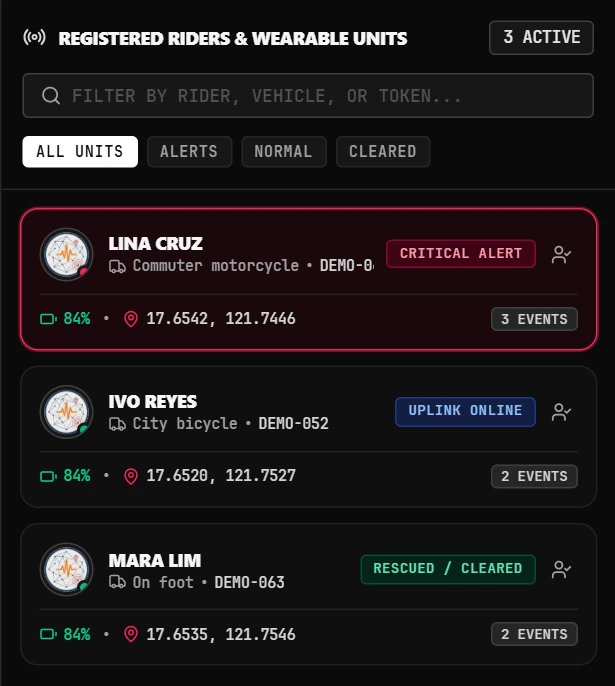 REGISTERED RIDERS & WEARABLE UNITS
3 ACTIVE
FILTER BY RIDER, VEHICLE, OR TOKEN...
ALL UNITS
ALERTS
NORMAL
CLEARED
LINA CRUZ
Commuter motorcycle • DEMO-0
CRITICAL ALERT
84% • 17.6542, 121.7446
3 EVENTS
IVO REYES
City bicycle • DEMO-052
UPLINK ONLINE
84% • 17.6520, 121.7527
2 EVENTS
MARA LIM
On foot • DEMO-063
RESCUED / CLEARED
84% • 17.6535, 121.7546
2 EVENTS